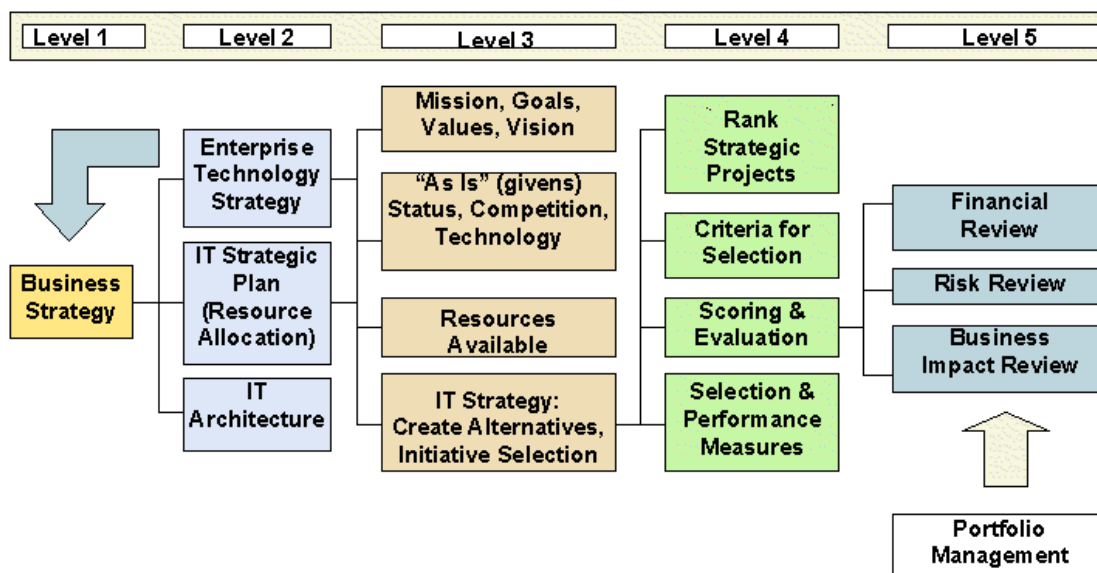 Level 1
Level 2
Level 3
Level 4
Level 5
Business
Strategy
Enterprise
Technology
Strategy
IT Strategic
Plan
(Resource
Allocation)
IT
Architecture
Mission, Goals,
Values, Vision
“As Is” (givens)
Status, Competition,
Technology
Resources
Available
IT Strategy:
Create Alternatives,
Initiative Selection
Rank
Strategic
Projects
Criteria for
Selection
Scoring &
Evaluation
Selection &
Performance
Measures
Financial
Review
Risk Review
Business
Impact Review
Portfolio
Management